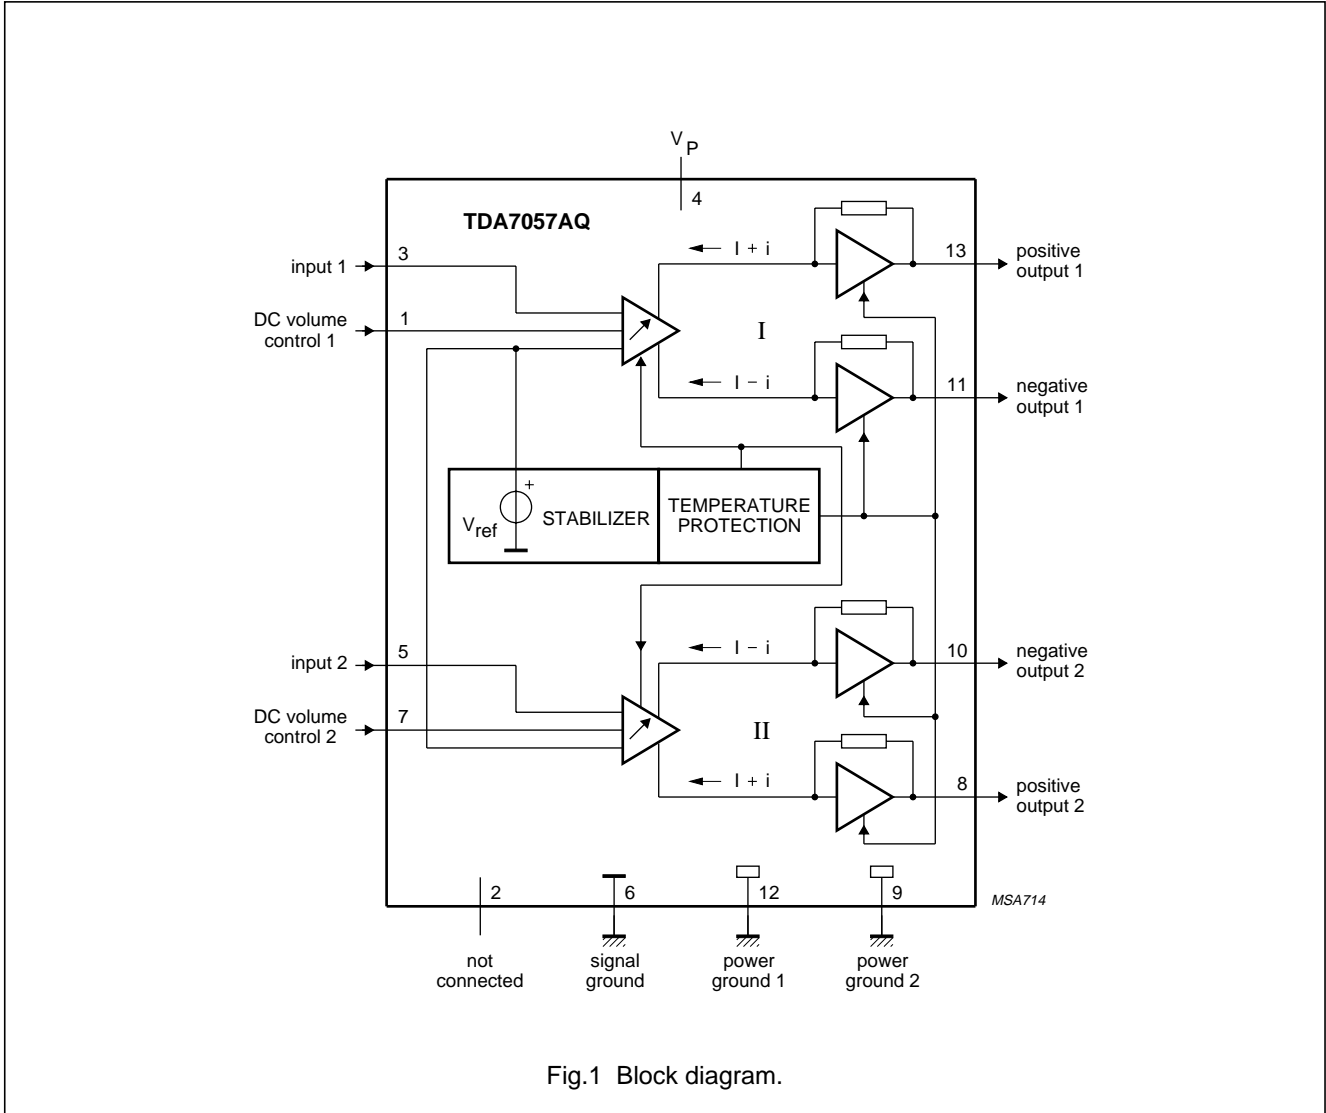 V
P
4
TDA7057AQ
input 1
3
I + i
13
positive
output 1
DC volume
control 1
1
I
I − i
11
negative
output 1
+
V
ref
STABILIZER
TEMPERATURE
PROTECTION
input 2
5
I − i
10
negative
output 2
DC volume
control 2
7
II
I + i
8
positive
output 2
2
6
12
9
MSA714
not
connected
signal
ground
power
ground 1
power
ground 2
Fig.1 Block diagram.